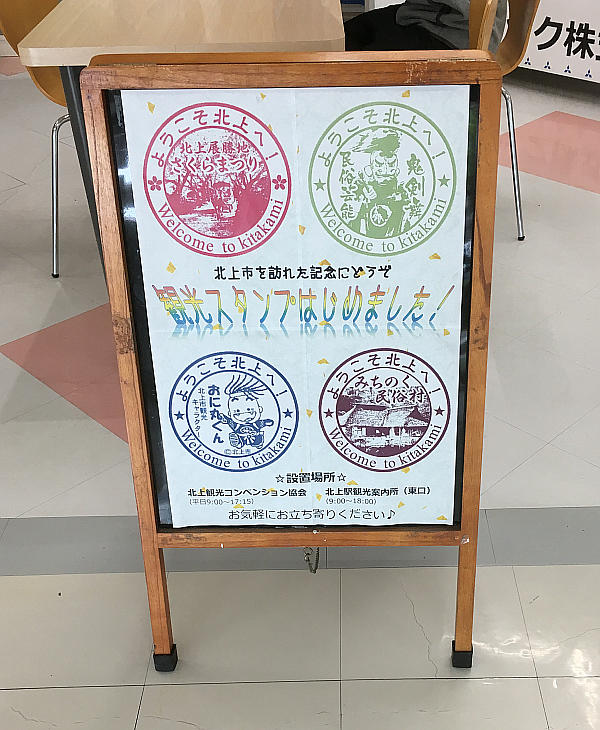 ク株
ようこそ北上へ！
北上展勝地
さくらまつり
Welcome to kitakami
ようこそ北上へ！
鬼剣舞
民俗芸能
Welcome to kitakami
北上市を訪れた記念にどうぞ
観光スタンプはじめました！
ようこそ北上へ！
おに丸くん
北上市観光
キャラクター
©北上市
Welcome to kitakami
ようこそ北上へ！
みちのく
民俗村
Welcome to kitakami
☆設置場所☆
北上観光コンベンション協会
(平日9:00～17:15)
北上駅観光案内所（東口）
(9:00～18:00)
お気軽にお立ち寄りください♪